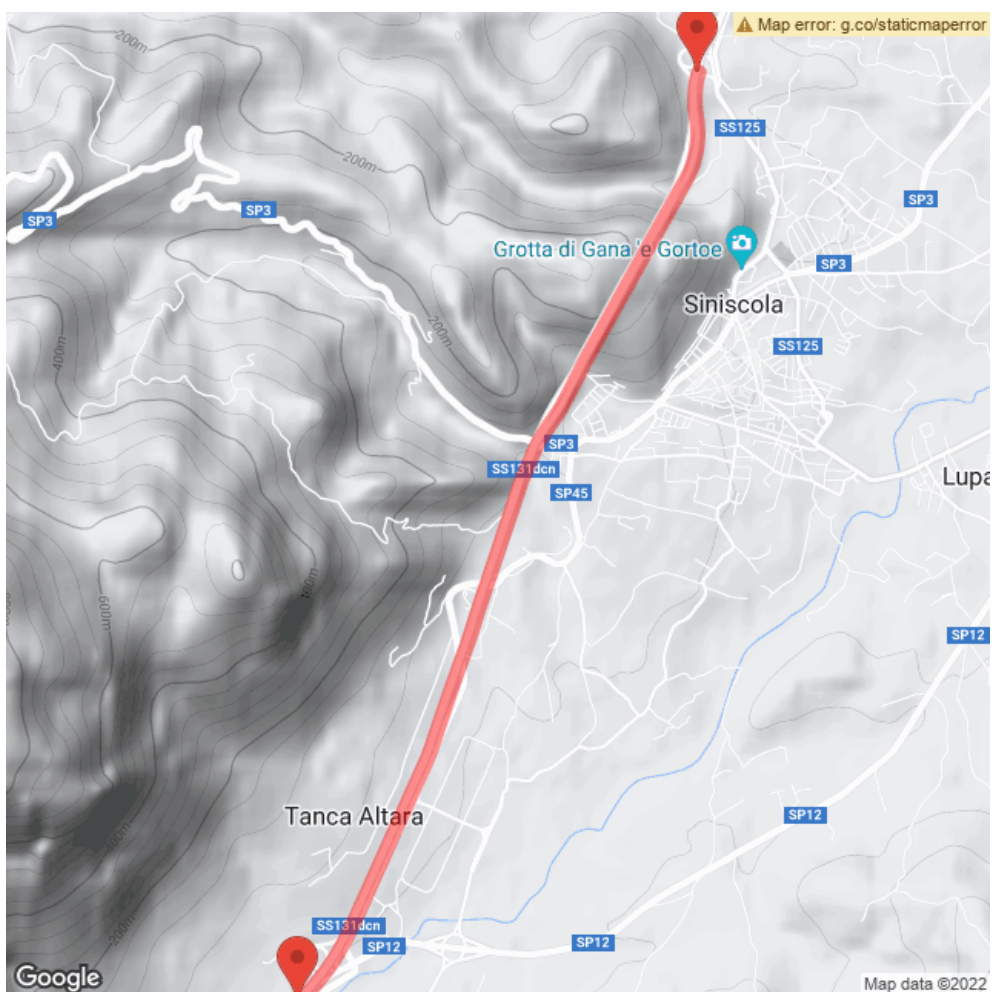 Map error: g.co/staticmaperror
200m
200m
SS125
SP3
SP3
SP3
Grotta di Gana 'e Gortoe
SP3
Siniscola
200m
SS125
400m
SP3
SS131dcn
Lupa
SP45
600m
SP12
Tanca Altara
SP12
SS131dcn
SP12
SP12
200m
Google
Map data ©2022